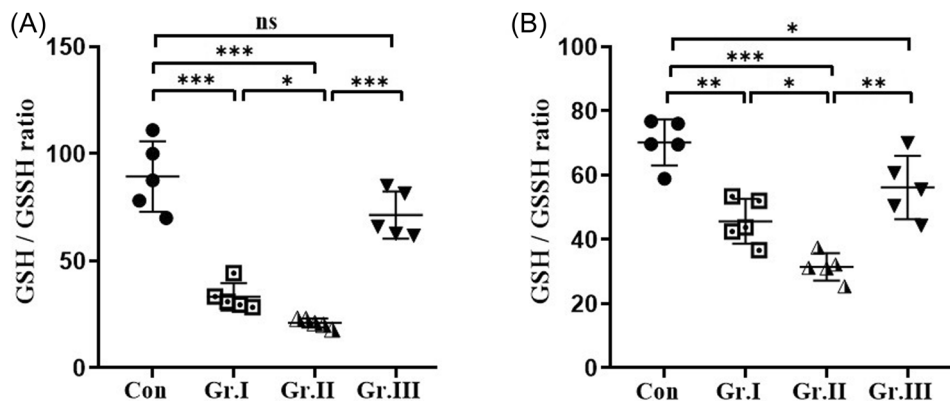 (A)
GSH / GSSH ratio
150
100
50
0
ns
***
***
*
***
Con
Gr.I
Gr.II
Gr.III
(B)
GSH / GSSH ratio
100
80
60
40
20
0
*
***
**
*
**
Con
Gr.I
Gr.II
Gr.III